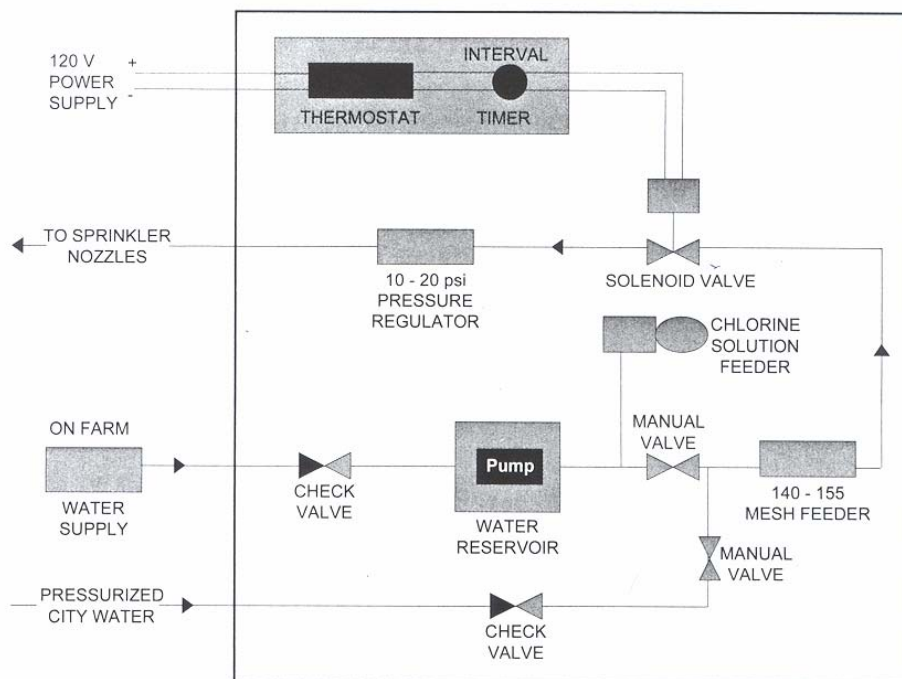 120 V
POWER
SUPPLY
+
-
INTERVAL
THERMOSTAT
TIMER
TO SPRINKLER
NOZZLES
10 - 20 psi
PRESSURE
REGULATOR
SOLENOID VALVE
CHLORINE
SOLUTION
FEEDER
ON FARM
WATER
SUPPLY
CHECK
VALVE
Pump
WATER
RESERVOIR
MANUAL
VALVE
140 - 155
MESH FEEDER
MANUAL
VALVE
PRESSURIZED
CITY WATER
CHECK
VALVE